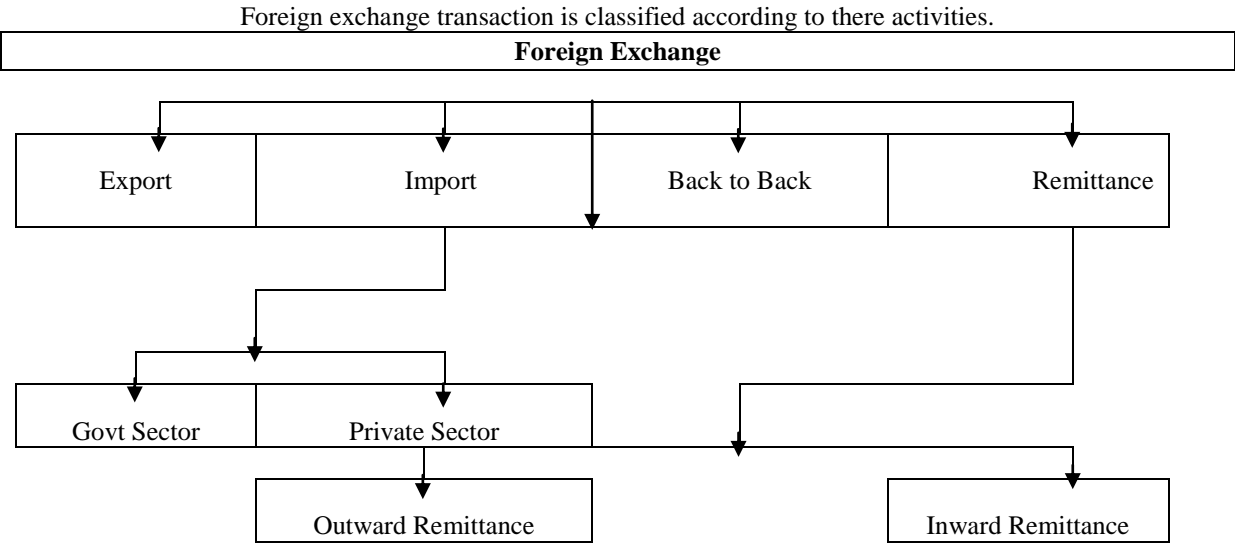 Foreign exchange transaction is classified according to there activities.
Foreign Exchange
Export Import Back to Back Remittance
Govt Sector Private Sector
Outward Remittance Inward Remittance